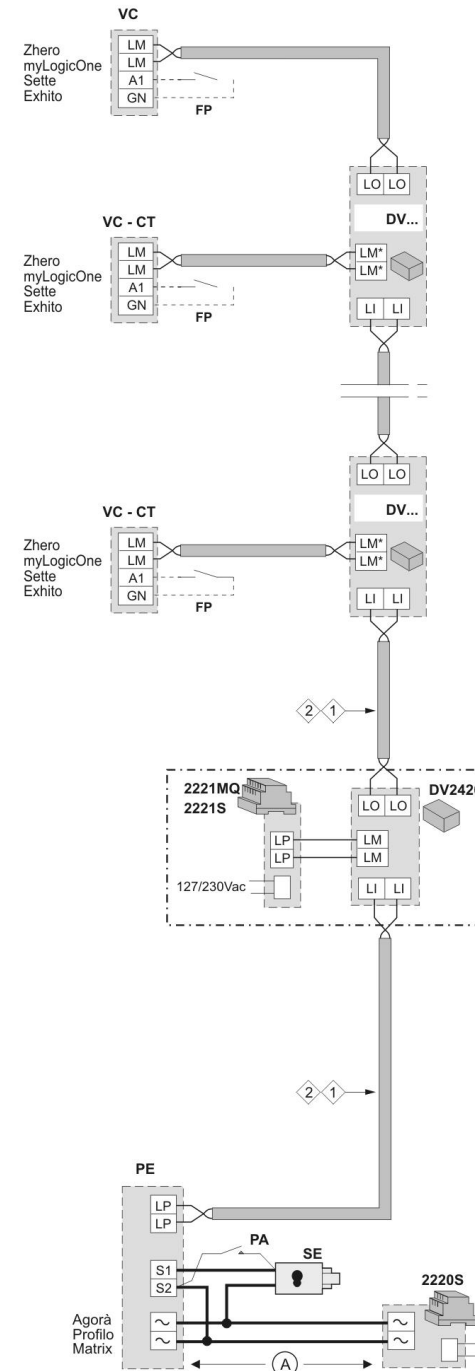 VC
Zhero
myLogicOne
Sette
Exhito
LM
LM
A1
GN
FP
LO LO
DV...
VC - CT
Zhero
myLogicOne
Sette
Exhito
LM
LM
A1
GN
FP
LM*
LM*
LI LI
LO LO
DV...
VC - CT
Zhero
myLogicOne
Sette
Exhito
LM
LM
A1
GN
FP
LM*
LM*
LI LI
2 1
2221MQ
2221S
LO LO
LP
LP
LM
LM
127/230Vac
LI LI
2 1
PE
LP
LP
PA
SE
S1
S2
2220S
Agorà
Profilo
Matrix
~
~
~
~
A